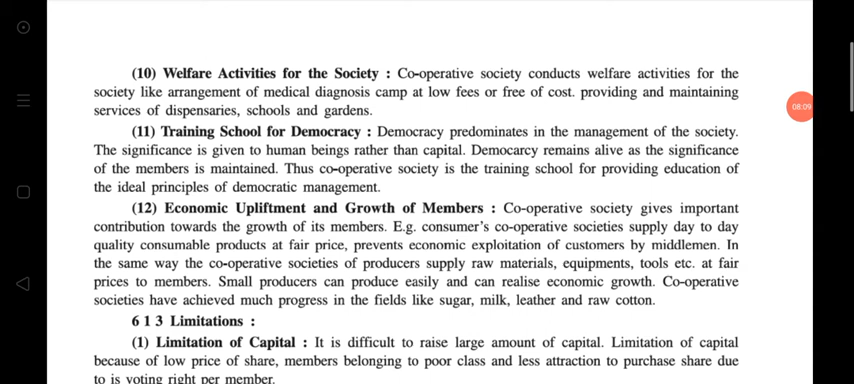 (10) Welfare Activities for the Society : Co-operative society conducts welfare activities for the
society like arrangement of medical diagnosis camp at low fees or free of cost. providing and maintaining
services of dispensaries, schools and gardens.
08:09
(11) Training School for Democracy : Democracy predominates in the management of the society.
The significance is given to human beings rather than capital. Democarcy remains alive as the significance
of the members is maintained. Thus co-operative society is the training school for providing education of
the ideal principles of democratic management.
(12) Economic Upliftment and Growth of Members : Co-operative society gives important
contribution towards the growth of its members. E.g. consumer's co-operative societies supply day to day
quality consumable products at fair price, prevents economic exploitation of customers by middlemen. In
the same way the co-operative societies of producers supply raw materials, equipments, tools etc. at fair
prices to members. Small producers can produce easily and can realise economic growth. Co-operative
societies have achieved much progress in the fields like sugar, milk, leather and raw cotton.
6 1 3 Limitations :
(1) Limitation of Capital : It is difficult to raise large amount of capital. Limitation of capital
because of low price of share, members belonging to poor class and less attraction to purchase share due
to is voting right per member.